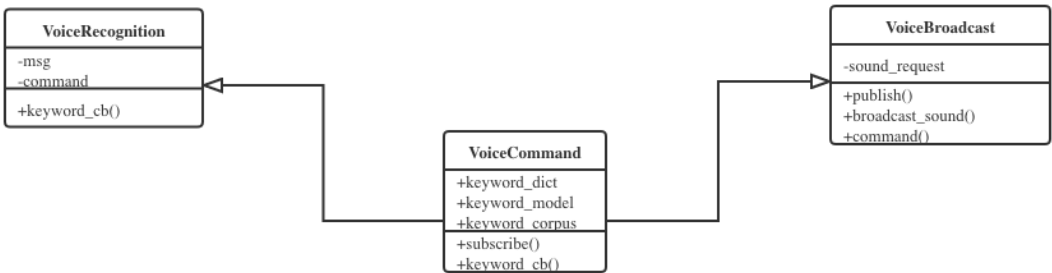 VoiceRecognition
-msg
-command
+keyword_cb()
VoiceBroadcast
-sound_request
+publish()
+broadcast_sound()
+command()
VoiceCommand
+keyword_dict
+keyword_model
+keyword_corpus
+subscribe()
+keyword_cb()